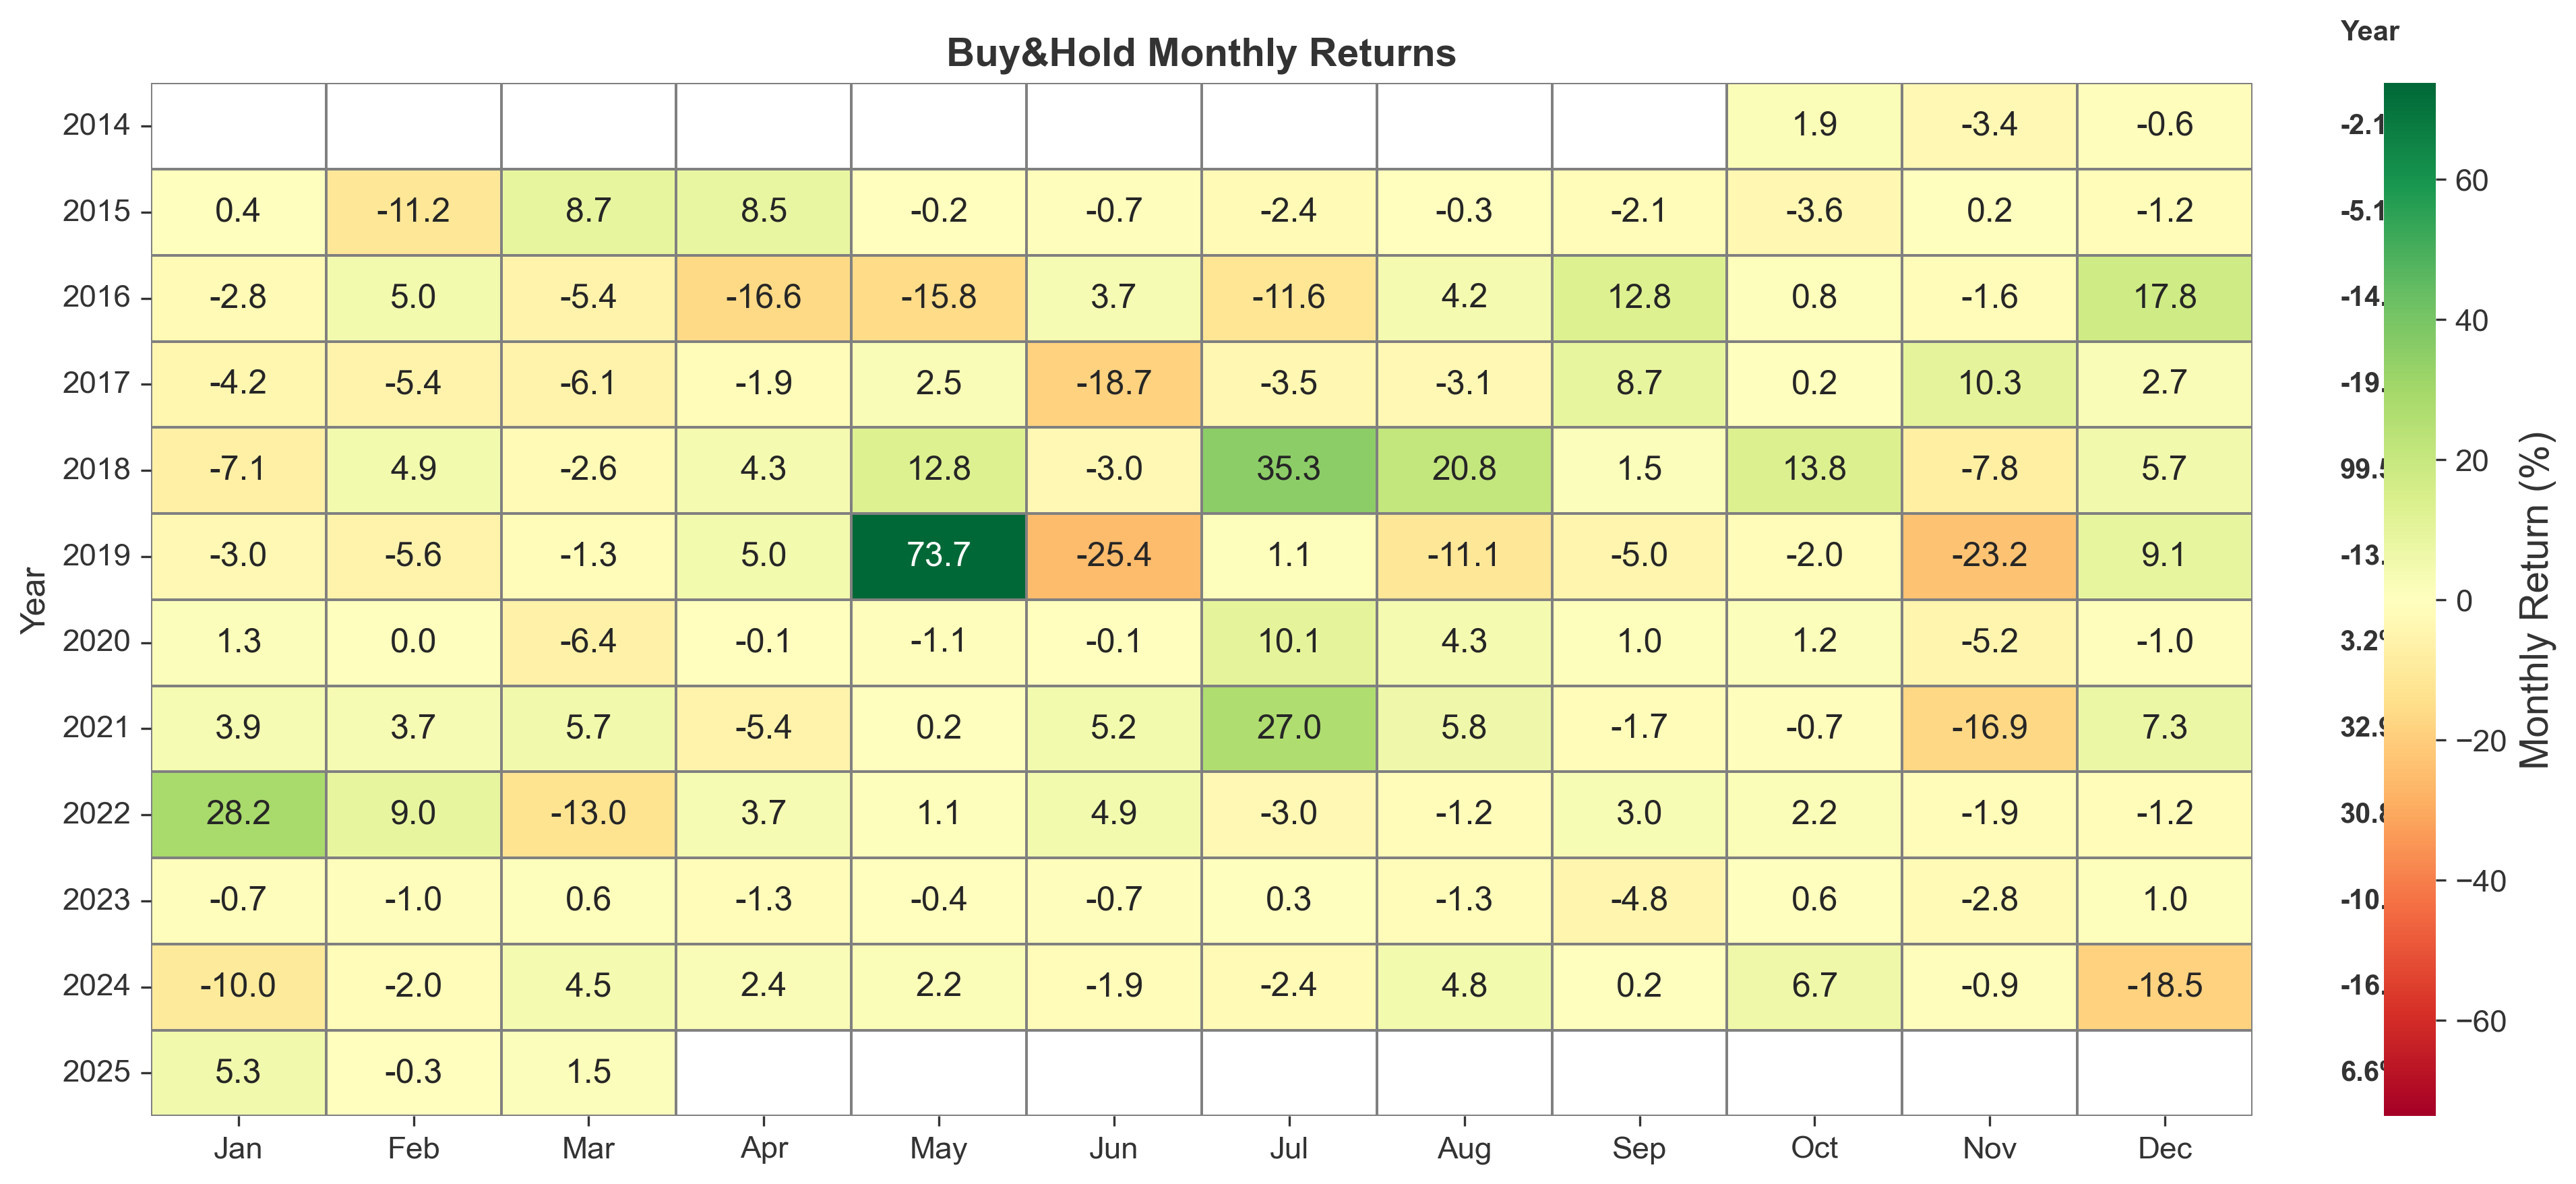 Year
Buy&Hold Monthly Returns
2014 1.9 -3.4 -0.6 -2.1
2015 0.4 -11.2 8.7 8.5 -0.2 -0.7 -2.4 -0.3 -2.1 -3.6 0.2 -1.2 -5.1
2016 -2.8 5.0 -5.4 -16.6 -15.8 3.7 -11.6 4.2 12.8 0.8 -1.6 17.8 -14.
2017 -4.2 -5.4 -6.1 -1.9 2.5 -18.7 -3.5 -3.1 8.7 0.2 10.3 2.7 -19.
2018 -7.1 4.9 -2.6 4.3 12.8 -3.0 35.3 20.8 1.5 13.8 -7.8 5.7 99.5
2019 -3.0 -5.6 -1.3 5.0 73.7 -25.4 1.1 -11.1 -5.0 -2.0 -23.2 9.1 -13.
2020 1.3 0.0 -6.4 -0.1 -1.1 -0.1 10.1 4.3 1.0 1.2 -5.2 -1.0 3.2
2021 3.9 3.7 5.7 -5.4 0.2 5.2 27.0 5.8 -1.7 -0.7 -16.9 7.3 32.9
2022 28.2 9.0 -13.0 3.7 1.1 4.9 -3.0 -1.2 3.0 2.2 -1.9 -1.2 30.8
2023 -0.7 -1.0 0.6 -1.3 -0.4 -0.7 0.3 -1.3 -4.8 0.6 -2.8 1.0 -10.
2024 -10.0 -2.0 4.5 2.4 2.2 -1.9 -2.4 4.8 0.2 6.7 -0.9 -18.5 -16.
2025 5.3 -0.3 1.5 6.6
Jan Feb Mar Apr May Jun Jul Aug Sep Oct Nov Dec
Year
60
40
20
0
−20
−40
−60
Monthly Return (%)